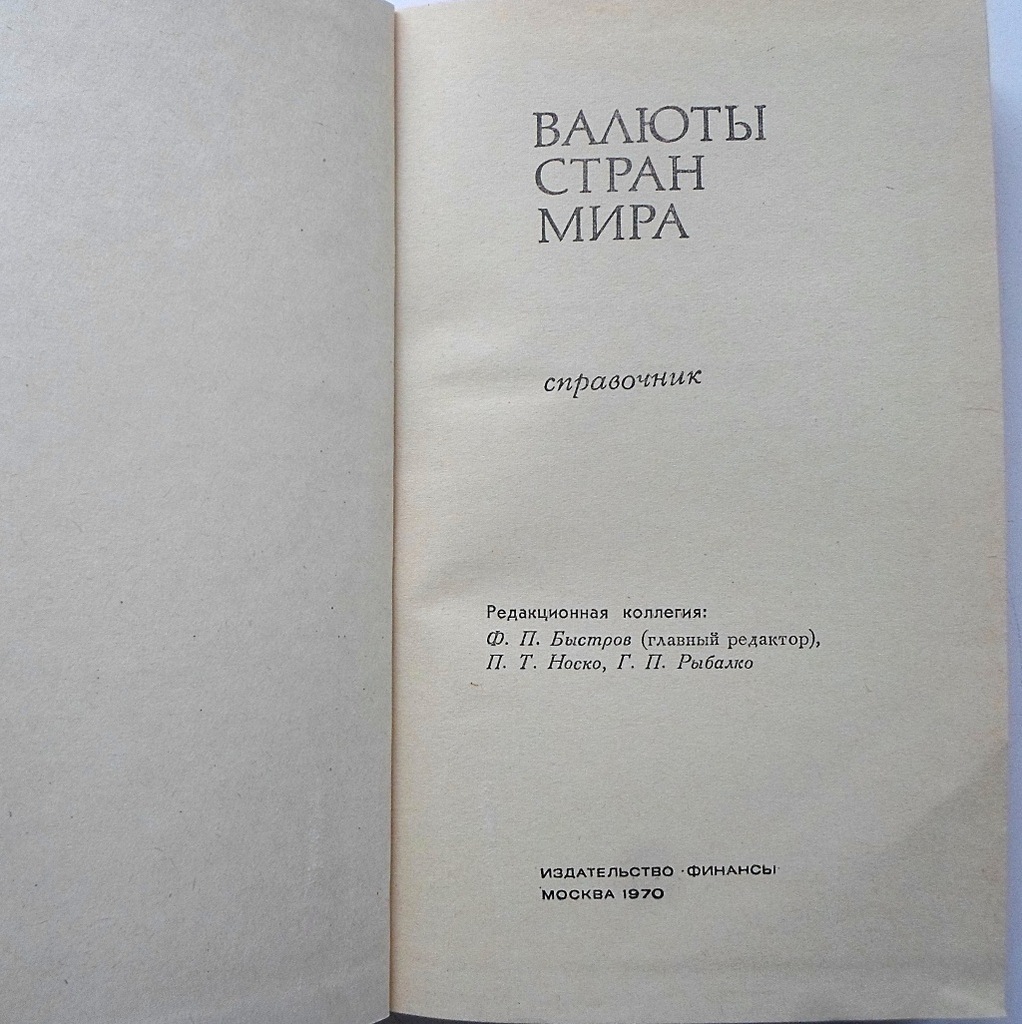 ВАЛЮТЫ
СТРАН
МИРА
справочник
Редакционная коллегия:
Ф. П. Быстров (главный редактор),
П. Т. Носко, Г. П. Рыбалко
ИЗДАТЕЛЬСТВО ·ФИНАНСЫ·
МОСКВА 1970